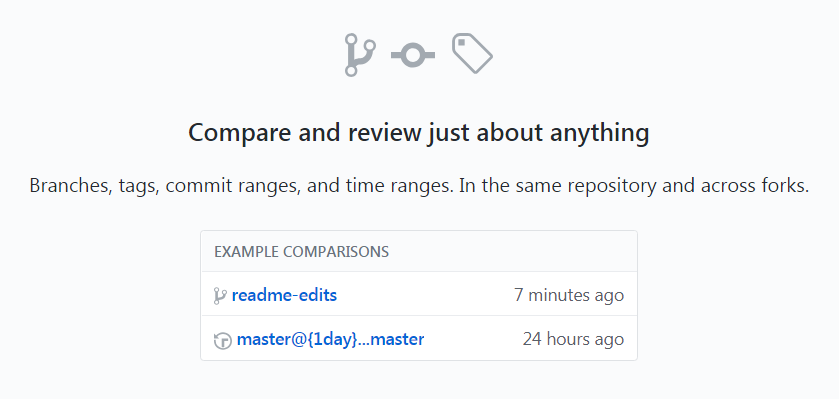 Compare and review just about anything
Branches, tags, commit ranges, and time ranges. In the same repository and across forks.
EXAMPLE COMPARISONS
readme-edits 7 minutes ago
master@{1day}...master 24 hours ago